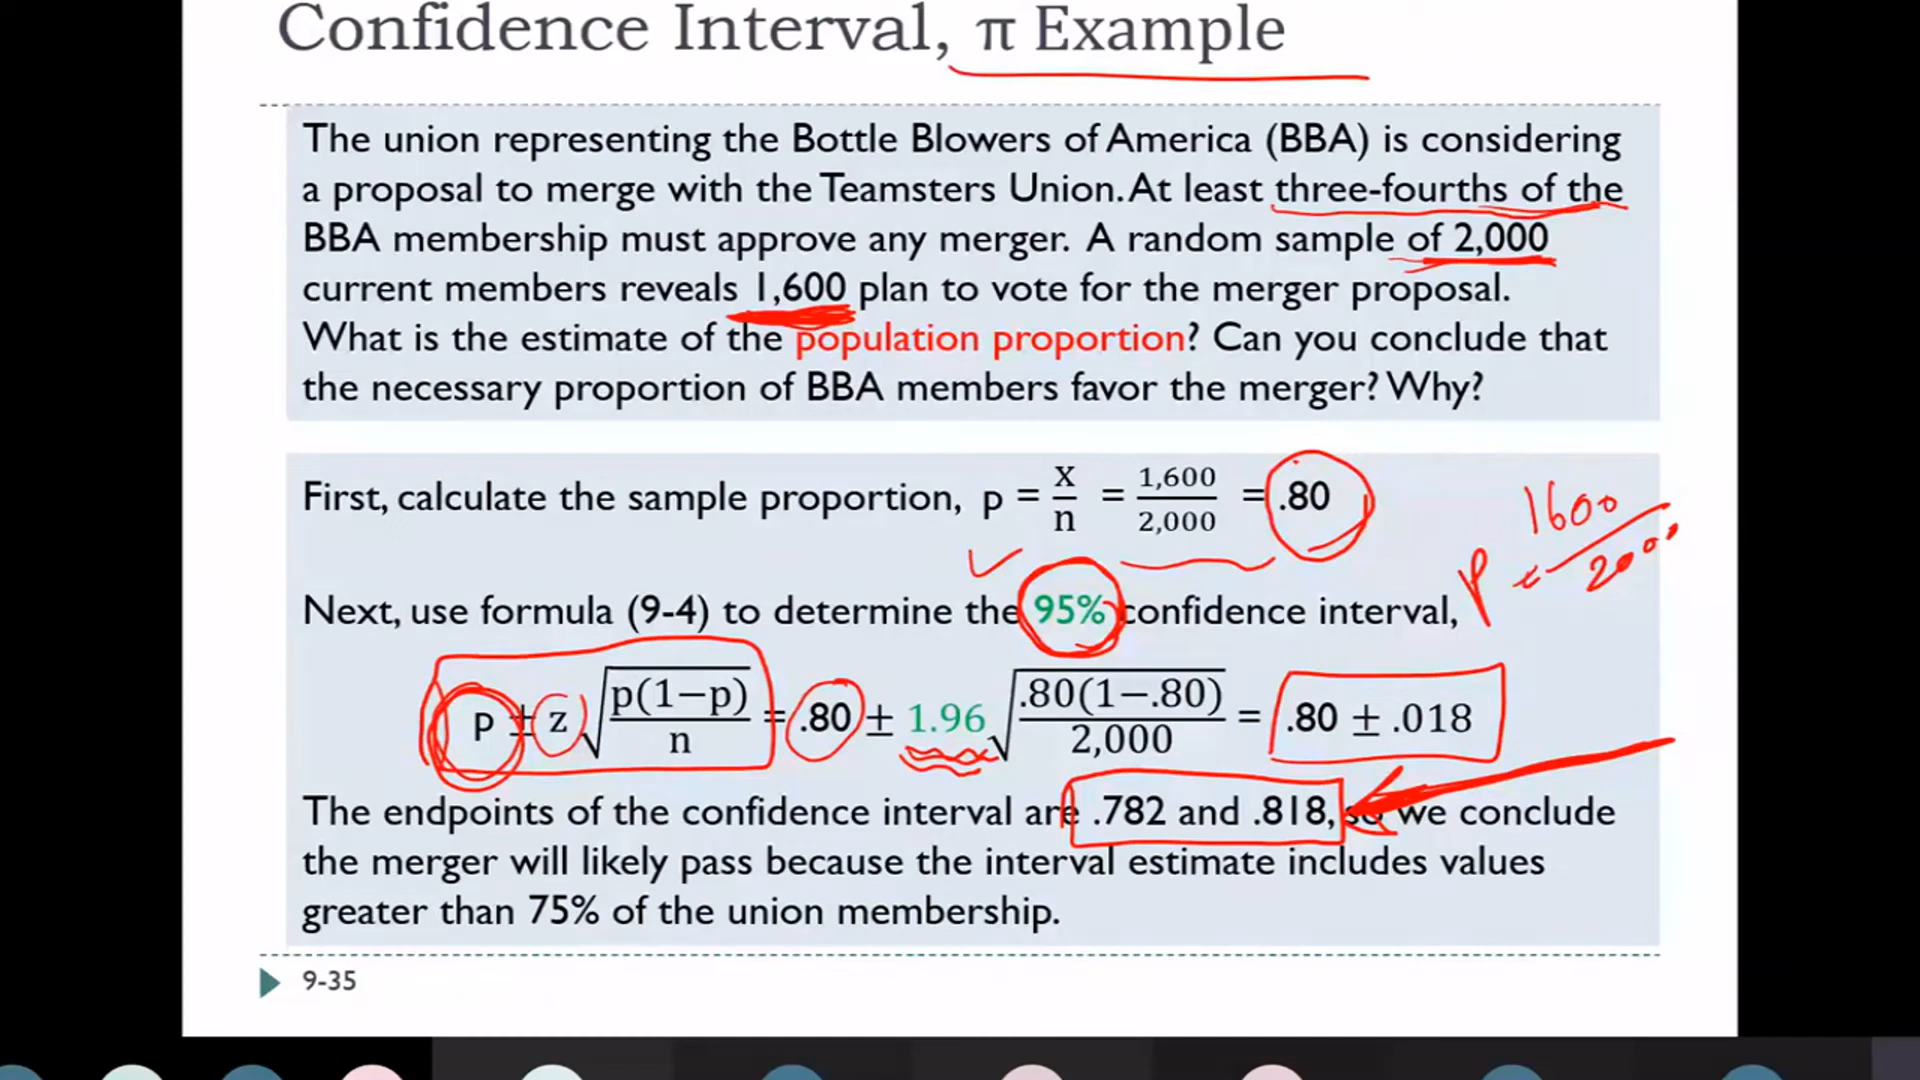 Confidence Interval, π Example
The union representing the Bottle Blowers of America (BBA) is considering
a proposal to merge with the Teamsters Union. At least three-fourths of the
BBA membership must approve any merger. A random sample of 2,000
current members reveals 1,600 plan to vote for the merger proposal.
What is the estimate of the population proportion? Can you conclude that
the necessary proportion of BBA members favor the merger? Why?
First, calculate the sample proportion, p = x/n = 1,600/2,000 = .80
p = 1600/2000
Next, use formula (9-4) to determine the 95% confidence interval,
p ± z √(p(1−p)/n) = .80 ± 1.96 √(.80(1−.80)/2,000) = .80 ± .018
The endpoints of the confidence interval are .782 and .818, so we conclude
the merger will likely pass because the interval estimate includes values
greater than 75% of the union membership.
9-35